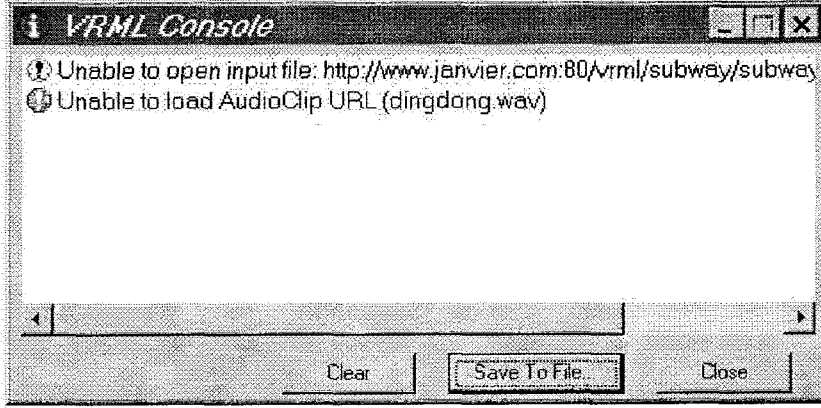 VRML Console
Unable to open input file: http://www.janvier.com:80/vrml/subway/subway
Unable to load AudioClip URL (dingdong.wav)
Clear Save To File... Close